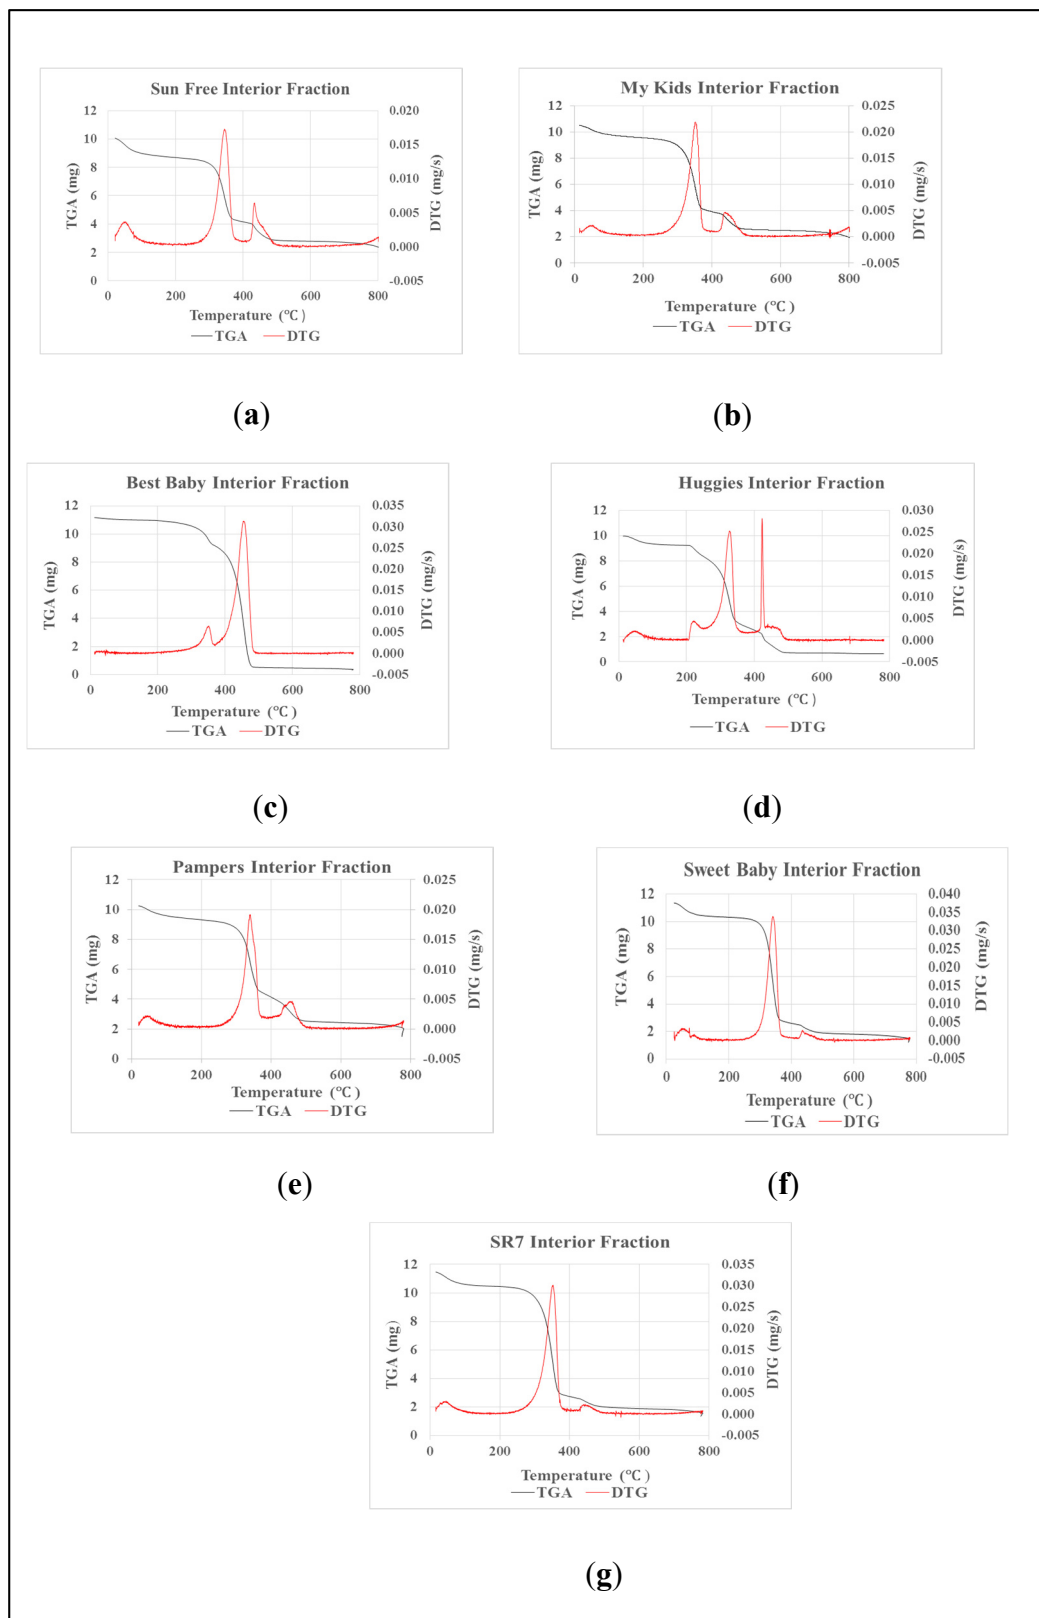 Sun Free Interior Fraction
TGA (mg)
12
10
8
6
4
2
0
0.020
0.015
0.010
0.005
0.000
-0.005
DTG (mg/s)
0 200 400 600 800
Temperature (℃)
TGA DTG
(a)
My Kids Interior Fraction
TGA (mg)
12
10
8
6
4
2
0
0.025
0.020
0.015
0.010
0.005
0.000
-0.005
DTG (mg/s)
0 200 400 600 800
Temperature (℃)
TGA DTG
(b)
Best Baby Interior Fraction
TGA (mg)
12
10
8
6
4
2
0
0.035
0.030
0.025
0.020
0.015
0.010
0.005
0.000
-0.005
DTG (mg/s)
0 200 400 600 800
Temperature (℃)
TGA DTG
(c)
Huggies Interior Fraction
TGA (mg)
12
10
8
6
4
2
0
0.030
0.025
0.020
0.015
0.010
0.005
0.000
-0.005
DTG (mg/s)
0 200 400 600 800
Temperature (℃)
TGA DTG
(d)
Pampers Interior Fraction
TGA (mg)
12
10
8
6
4
2
0
0.025
0.020
0.015
0.010
0.005
0.000
-0.005
DTG (mg/s)
0 200 400 600 800
Temperature (℃)
TGA DTG
(e)
Sweet Baby Interior Fraction
TGA (mg)
12
10
8
6
4
2
0
0.040
0.035
0.030
0.025
0.020
0.015
0.010
0.005
0.000
-0.005
DTG (mg/s)
0 200 400 600 800
Temperature (℃)
TGA DTG
(f)
SR7 Interior Fraction
TGA (mg)
12
10
8
6
4
2
0
0.035
0.030
0.025
0.020
0.015
0.010
0.005
0.000
-0.005
DTG (mg/s)
0 200 400 600 800
Temperature (℃)
TGA DTG
(g)